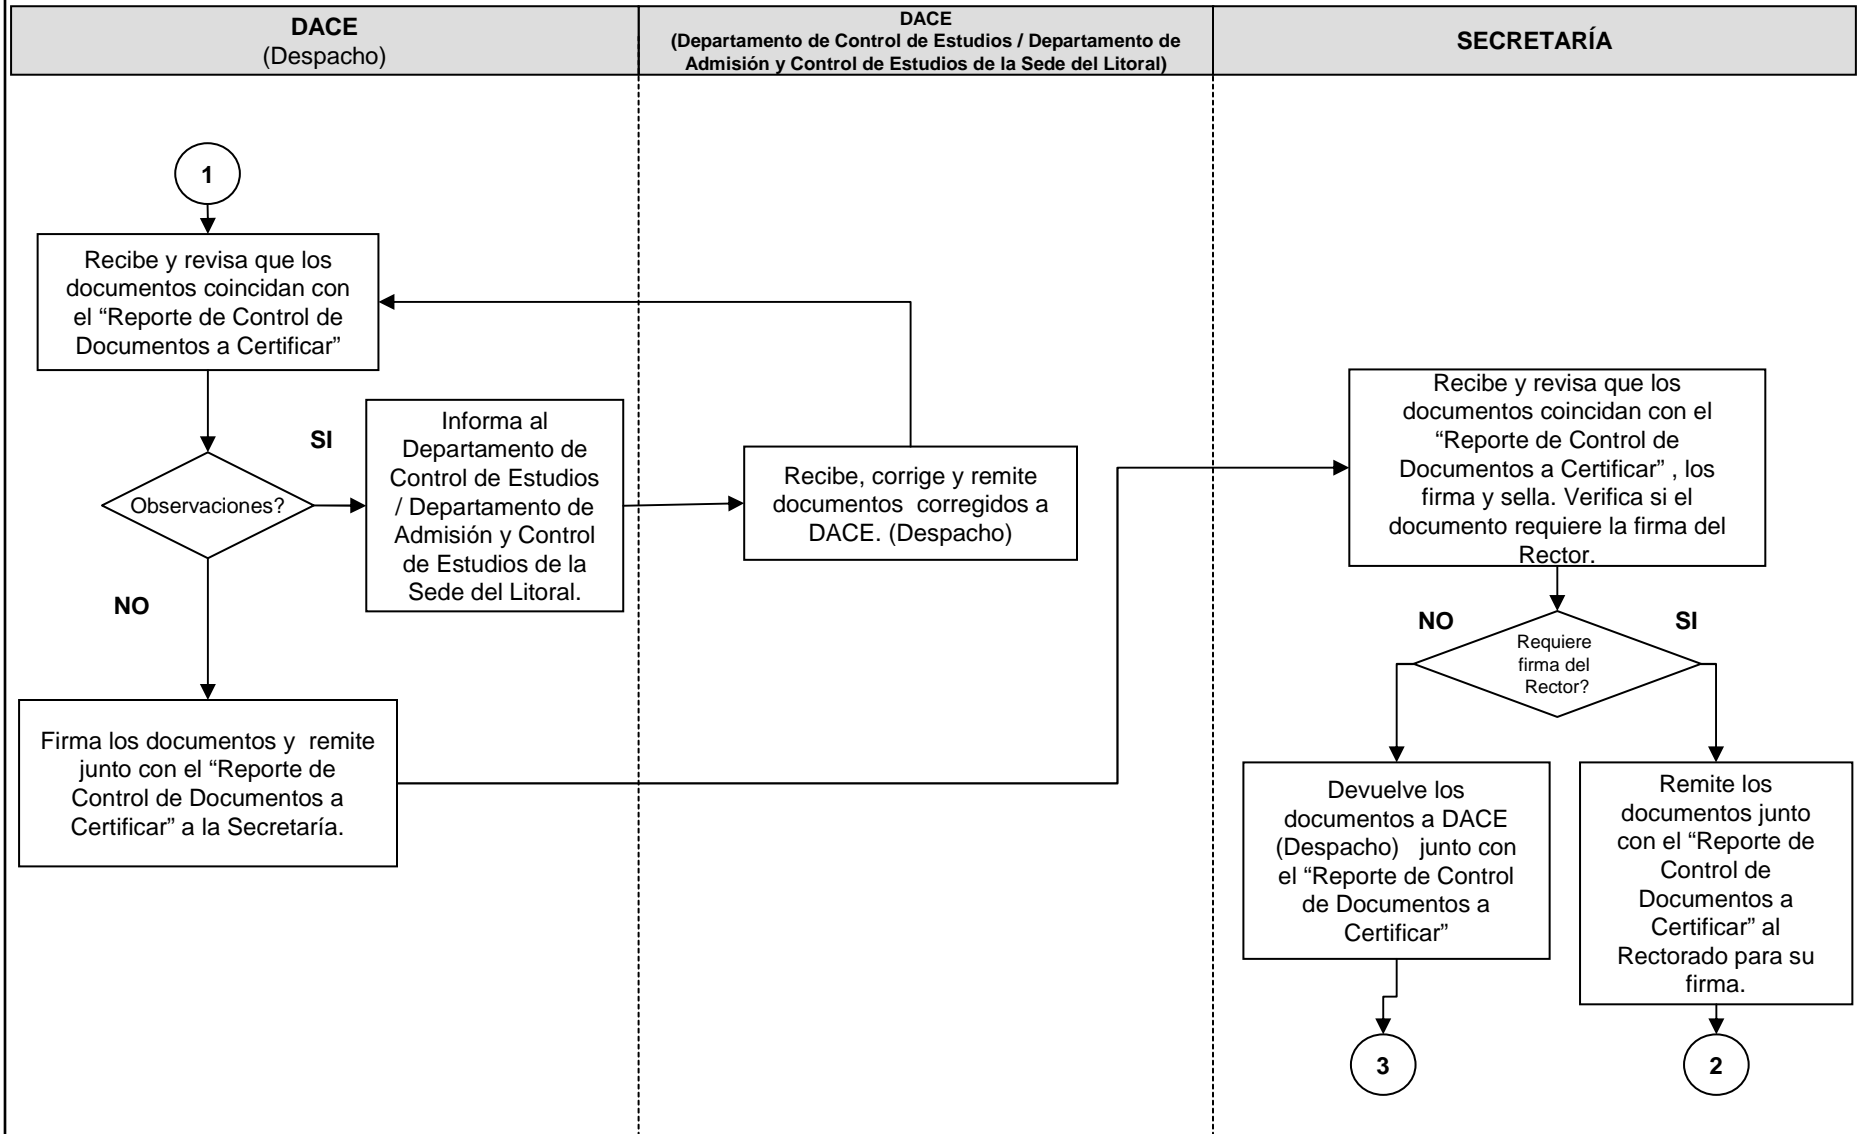 DACE
(Despacho)
DACE
(Departamento de Control de Estudios / Departamento de
Admisión y Control de Estudios de la Sede del Litoral)
SECRETARÍA
1
Recibe y revisa que los
documentos coincidan con
el “Reporte de Control de
Documentos a Certificar”
Observaciones?
SI
NO
Informa al
Departamento de
Control de Estudios
/ Departamento de
Admisión y Control
de Estudios de la
Sede del Litoral.
Recibe, corrige y remite
documentos corregidos a
DACE. (Despacho)
Firma los documentos y remite
junto con el “Reporte de
Control de Documentos a
Certificar” a la Secretaría.
Recibe y revisa que los
documentos coincidan con el
“Reporte de Control de
Documentos a Certificar” , los
firma y sella. Verifica si el
documento requiere la firma del
Rector.
NO
SI
Requiere
firma del
Rector?
Devuelve los
documentos a DACE
(Despacho) junto con
el “Reporte de Control
de Documentos a
Certificar”
Remite los
documentos junto
con el “Reporte de
Control de
Documentos a
Certificar” al
Rectorado para su
firma.
3
2